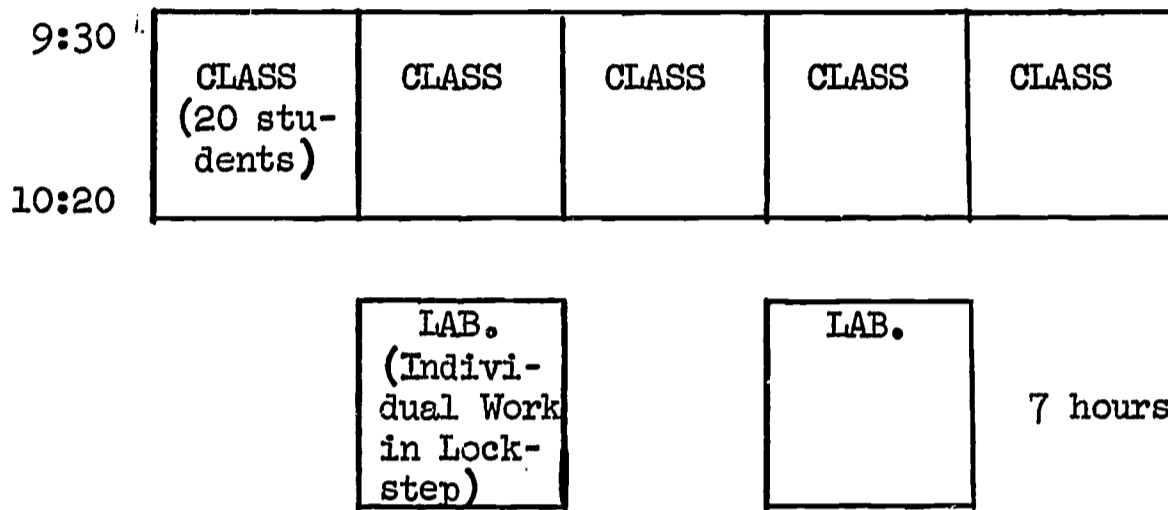 9:30
CLASS CLASS CLASS CLASS CLASS
(20 stu-
dents)
10:20
LAB. LAB.
(Indivi-
dual Work
in Lock-
step)
7 hours